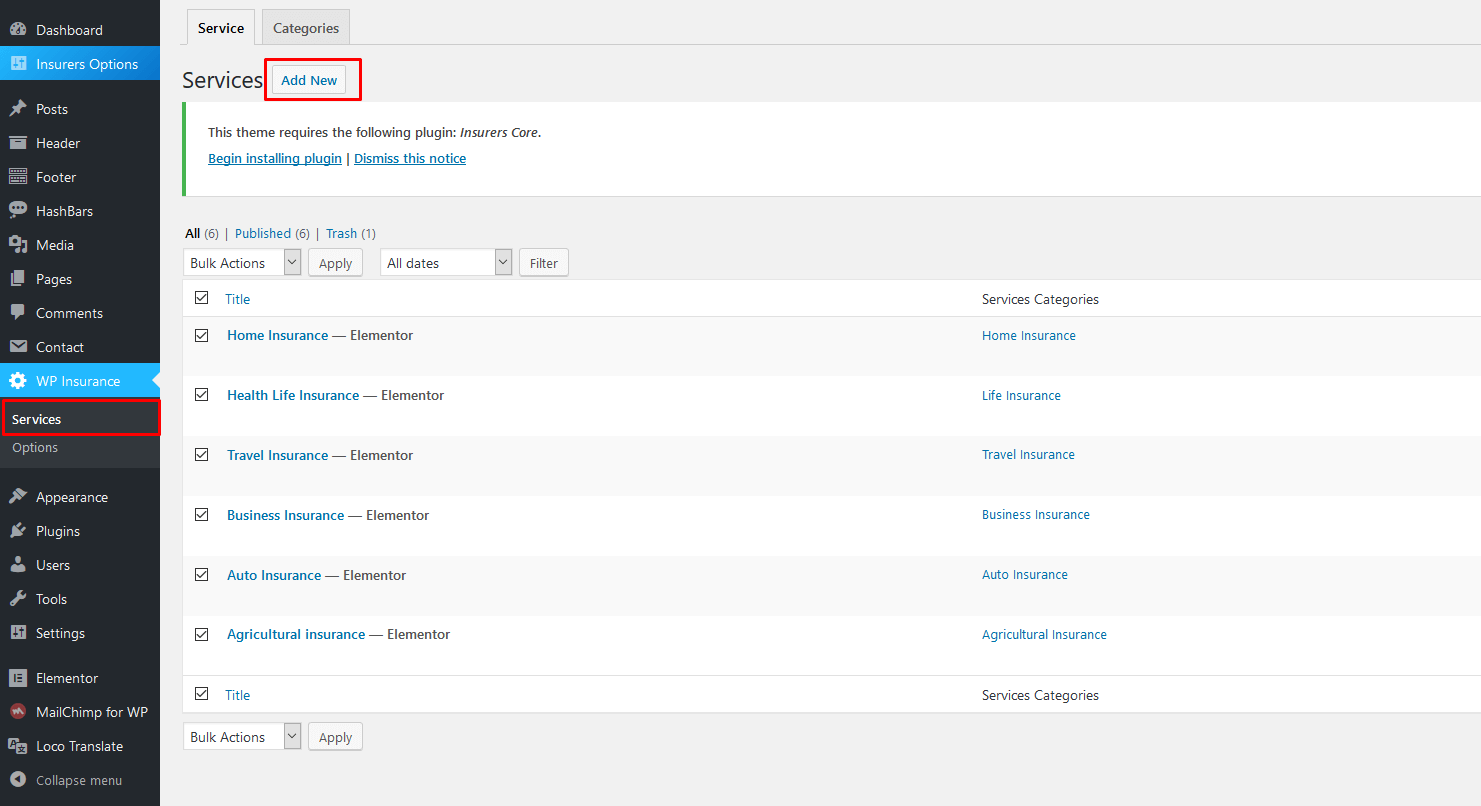 Dashboard
Insurers Options
Posts
Header
Footer
HashBars
Media
Pages
Comments
Contact
WP Insurance
Services
Options
Appearance
Plugins
Users
Tools
Settings
Elementor
MailChimp for WP
Loco Translate
Collapse menu
Service Categories
Services Add New
This theme requires the following plugin: Insurers Core.
Begin installing plugin | Dismiss this notice
All (6) | Published (6) | Trash (1)
Bulk Actions Apply All dates Filter
Title Services Categories
Home Insurance — Elementor Home Insurance
Health Life Insurance — Elementor Life Insurance
Travel Insurance — Elementor Travel Insurance
Business Insurance — Elementor Business Insurance
Auto Insurance — Elementor Auto Insurance
Agricultural insurance — Elementor Agricultural Insurance
Title Services Categories
Bulk Actions Apply